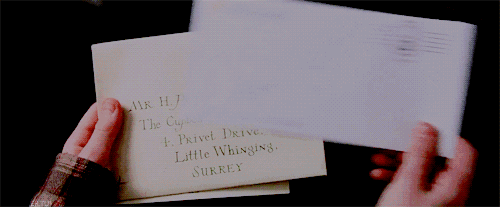 MR H.
The
4, PRIVET DRIVE,
LITTLE WHINGING,
SURREY